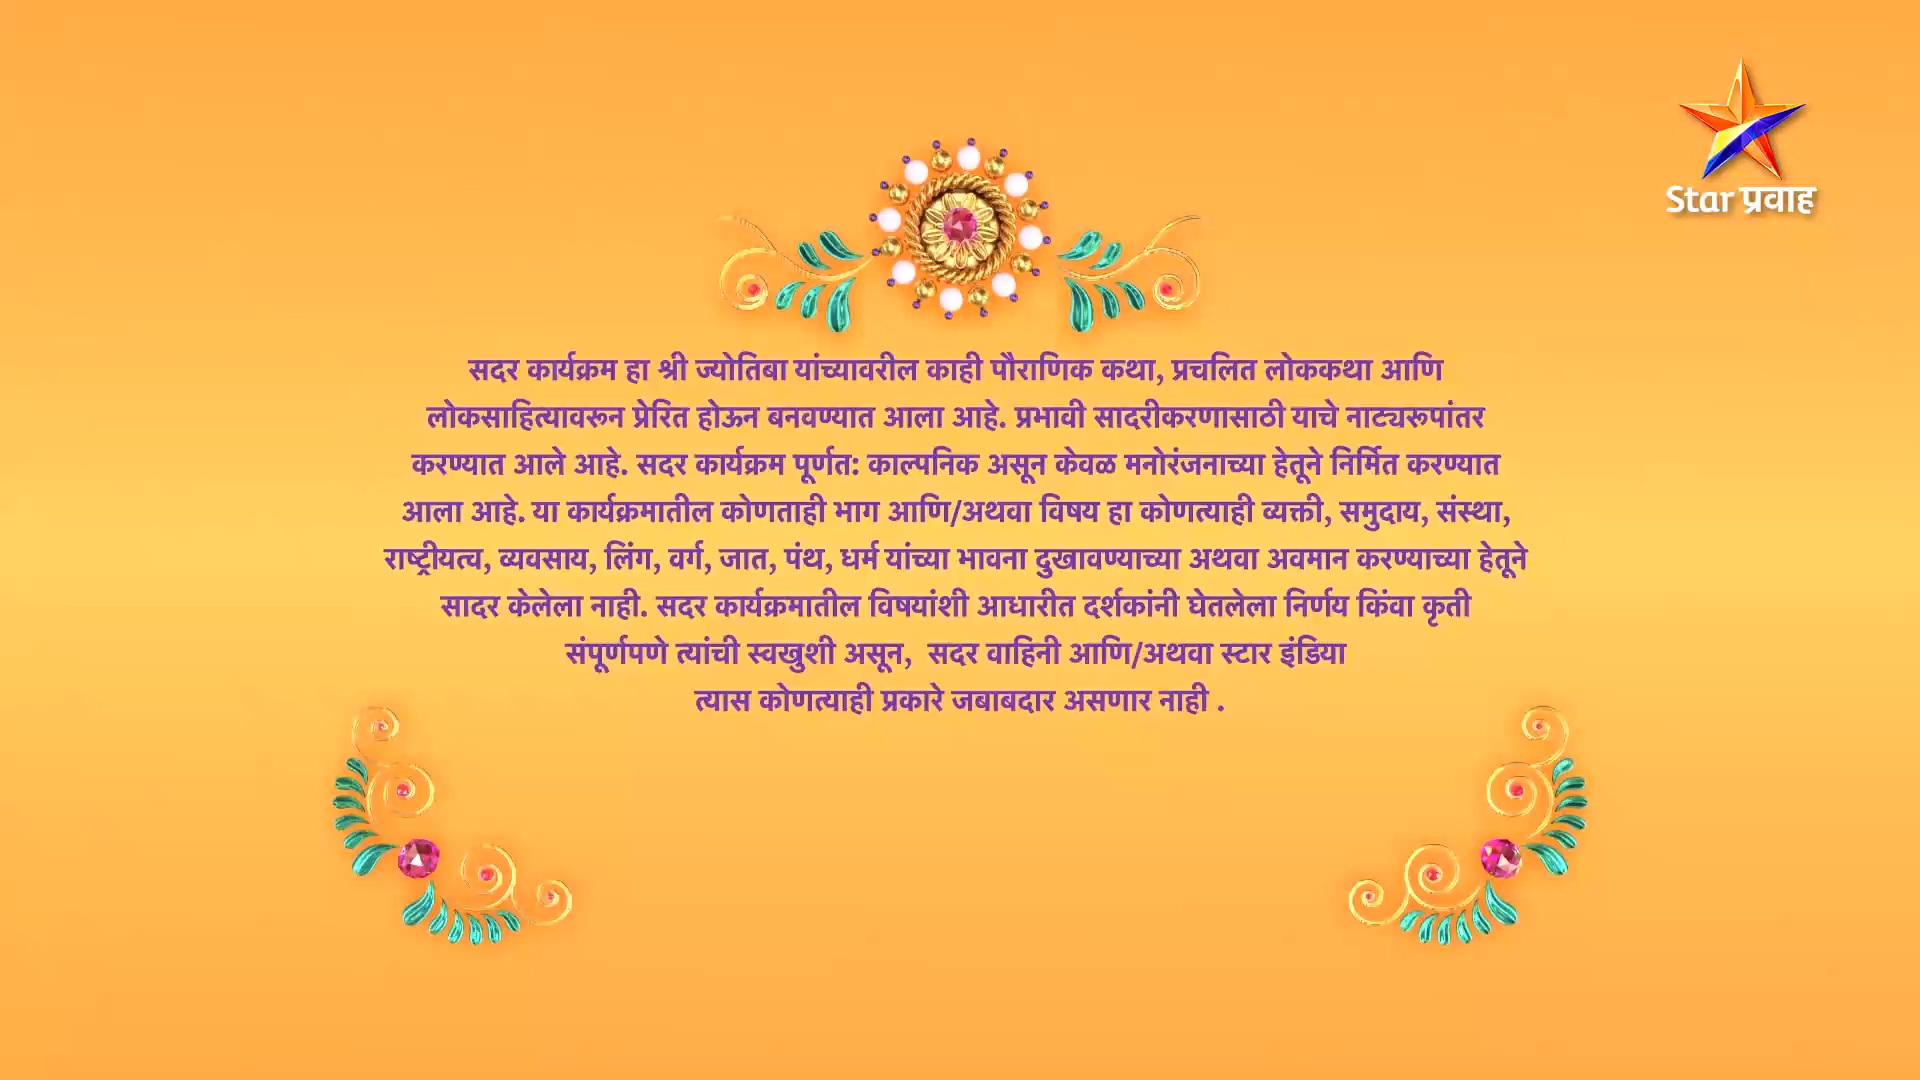 Star प्रवाह
सदर कार्यक्रम हा श्री ज्योतिबा यांच्यावरील काही पौराणिक कथा, प्रचलित लोककथा आणि
लोकसाहित्यावरून प्रेरित होऊन बनवण्यात आला आहे. प्रभावी सादरीकरणासाठी याचे नाट्यरूपांतर
करण्यात आले आहे. सदर कार्यक्रम पूर्णत: काल्पनिक असून केवळ मनोरंजनाच्या हेतूने निर्मित करण्यात
आला आहे. या कार्यक्रमातील कोणताही भाग आणि/अथवा विषय हा कोणत्याही व्यक्ती, समुदाय, संस्था,
राष्ट्रीयत्व, व्यवसाय, लिंग, वर्ग, जात, पंथ, धर्म यांच्या भावना दुखावण्याच्या अथवा अवमान करण्याच्या हेतूने
सादर केलेला नाही. सदर कार्यक्रमातील विषयांशी आधारीत दर्शकांनी घेतलेला निर्णय किंवा कृती
संपूर्णपणे त्यांची स्वखुशी असून, सदर वाहिनी आणि/अथवा स्टार इंडिया
त्यास कोणत्याही प्रकारे जबाबदार असणार नाही .